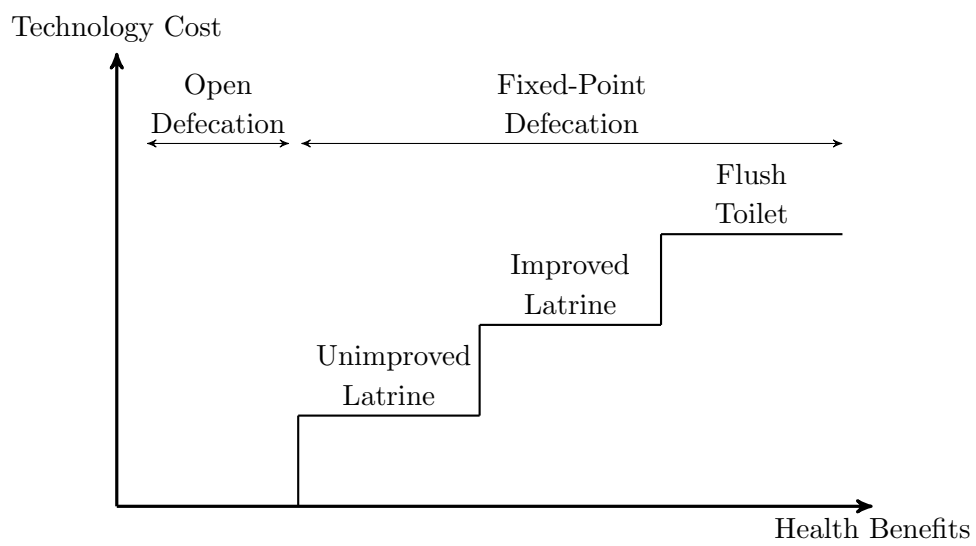 Technology Cost
Open
Defecation
Fixed-Point
Defecation
Flush
Toilet
Improved
Latrine
Unimproved
Latrine
Health Benefits